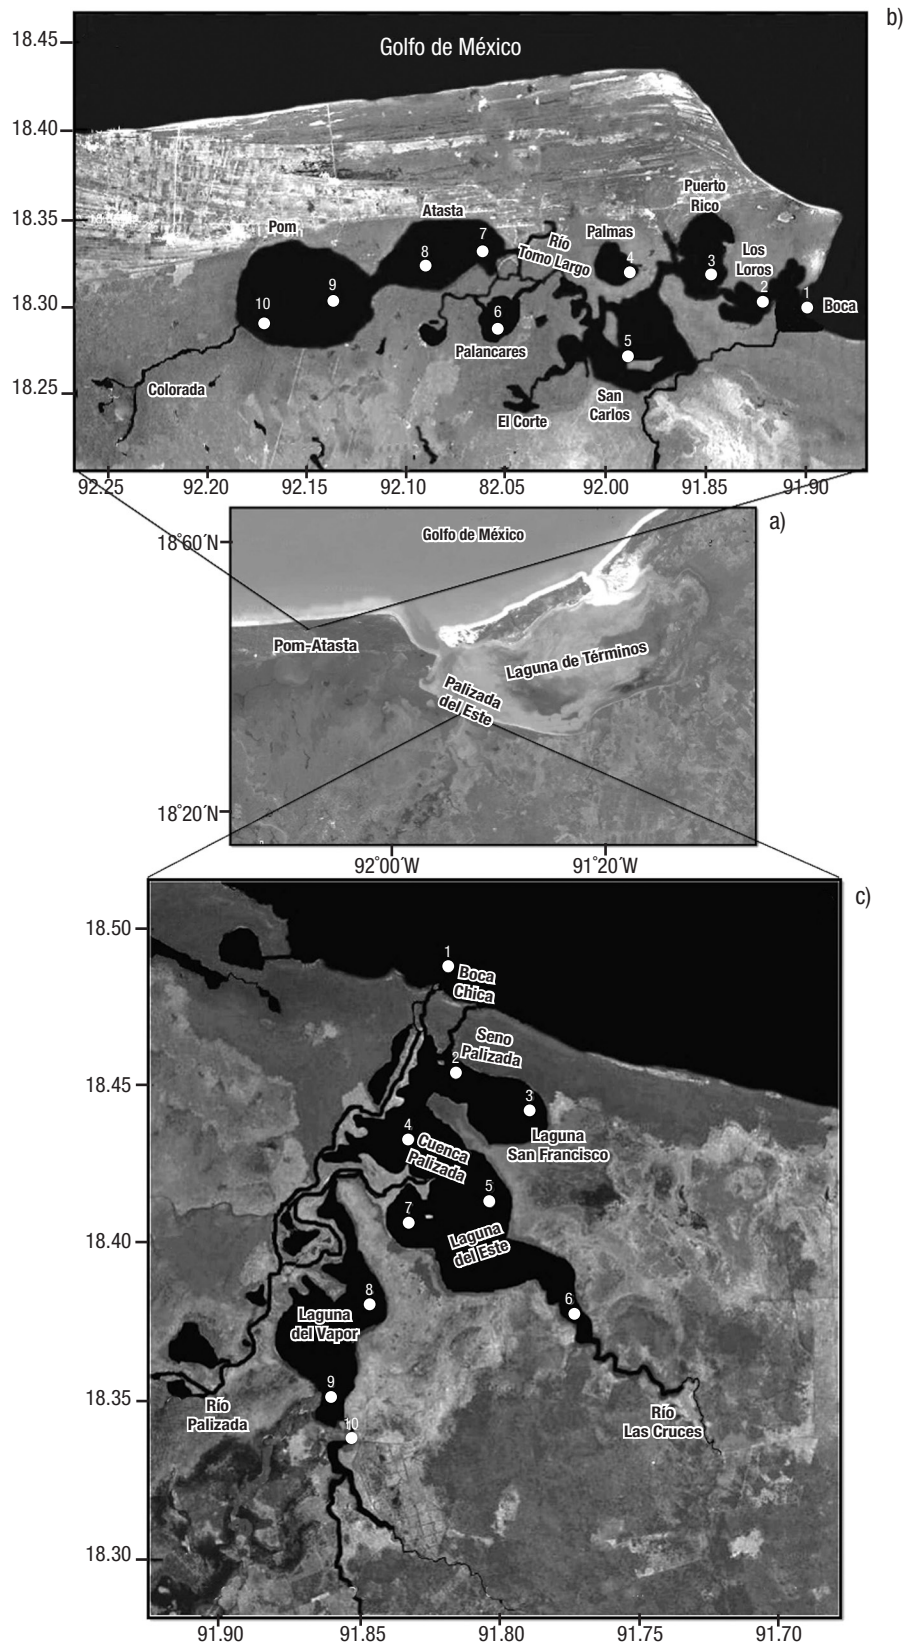 b)
Golfo de México
18.45
18.40
18.35
18.30
18.25
Puerto
Rico
Atasta
Pom
Palmas
Río
Tomo Largo
Los
Loros
7
8
4
3
9
2
1
10
6
Boca
5
Palancares
Colorada
San
Carlos
El Corte
92.25
92.20
92.15
92.10
82.05
92.00
91.85
91.90
a)
Golfo de México
18°60´N
Pom-Atasta
Laguna de Términos
Palizada
del Este
18°20´N
92°00´W
91°20´W
c)
18.50
18.45
18.40
18.35
18.30
1
Boca
Chica
Seno
Palizada
2
3
4
Laguna
San Francisco
Cuenca
Palizada
5
7
Laguna
del Este
8
6
Laguna
del Vapor
9
Río
Palizada
Río
Las Cruces
10
91.90
91.85
91.80
91.75
91.70